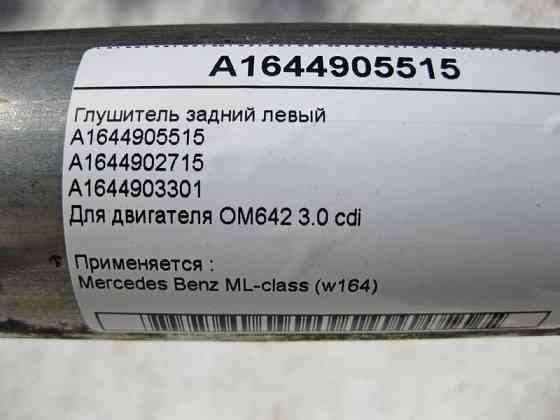 A1644905515
Глушитель задний левый
A1644905515
A1644902715
A1644903301
Для двигателя OM642 3.0 cdi
Применяется :
Mercedes Benz ML-class (w164)